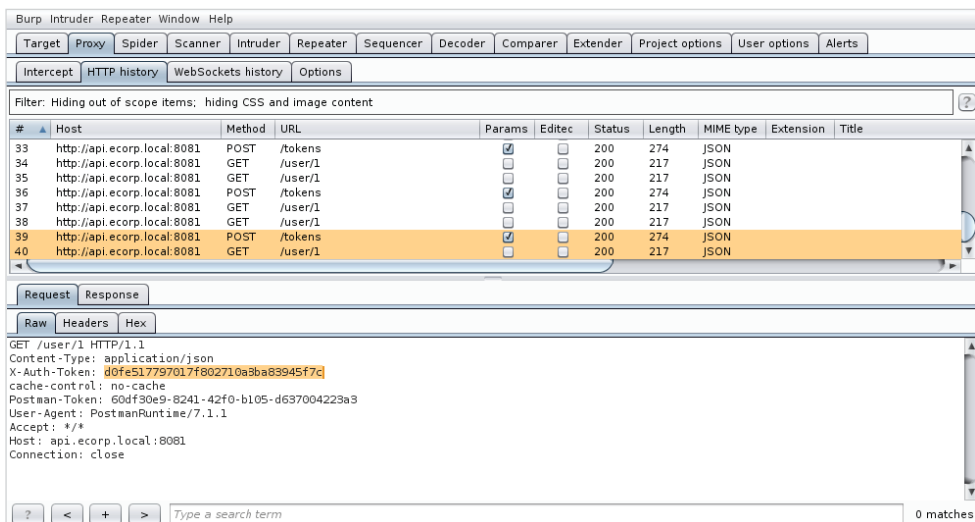 Burp Intruder Repeater Window Help
Target Proxy Spider Scanner Intruder Repeater Sequencer Decoder Comparer Extender Project options User options Alerts
Intercept HTTP history WebSockets history Options
Filter: Hiding out of scope items; hiding CSS and image content ?
# Host Method URL Params Editec Status Length MIME type Extension Title
33 http://api.ecorp.local:8081 POST /tokens 200 274 JSON
34 http://api.ecorp.local:8081 GET /user/1 200 217 JSON
35 http://api.ecorp.local:8081 GET /user/1 200 217 JSON
36 http://api.ecorp.local:8081 POST /tokens 200 274 JSON
37 http://api.ecorp.local:8081 GET /user/1 200 217 JSON
38 http://api.ecorp.local:8081 GET /user/1 200 217 JSON
39 http://api.ecorp.local:8081 POST /tokens 200 274 JSON
40 http://api.ecorp.local:8081 GET /user/1 200 217 JSON
Request Response
Raw Headers Hex
GET /user/1 HTTP/1.1
Content-Type: application/json
X-Auth-Token: d0fe517797017f802710a8ba83945f7c
cache-control: no-cache
Postman-Token: 60df30e9-8241-42f0-b105-d637004223a3
User-Agent: PostmanRuntime/7.1.1
Accept: */*
Host: api.ecorp.local:8081
Connection: close
? < + > Type a search term 0 matches